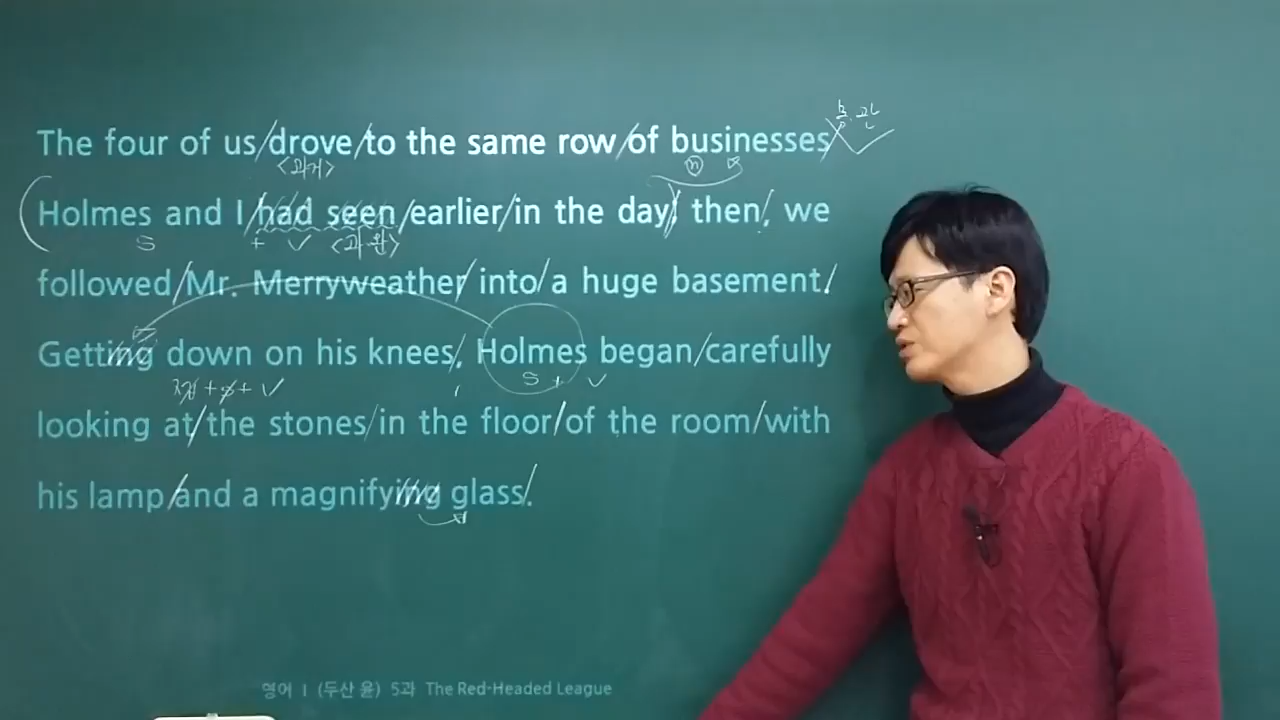 The four of us drove to the same row of businesses
<과거>
Holmes and I had seen earlier in the day; then, we
S + V <과완>
followed Mr. Merryweather into a huge basement.
Getting down on his knees, Holmes began carefully
S + V
looking at the stones in the floor of the room with
his lamp and a magnifying glass.
영어 I (두산 윤) 5과 The Red-Headed League